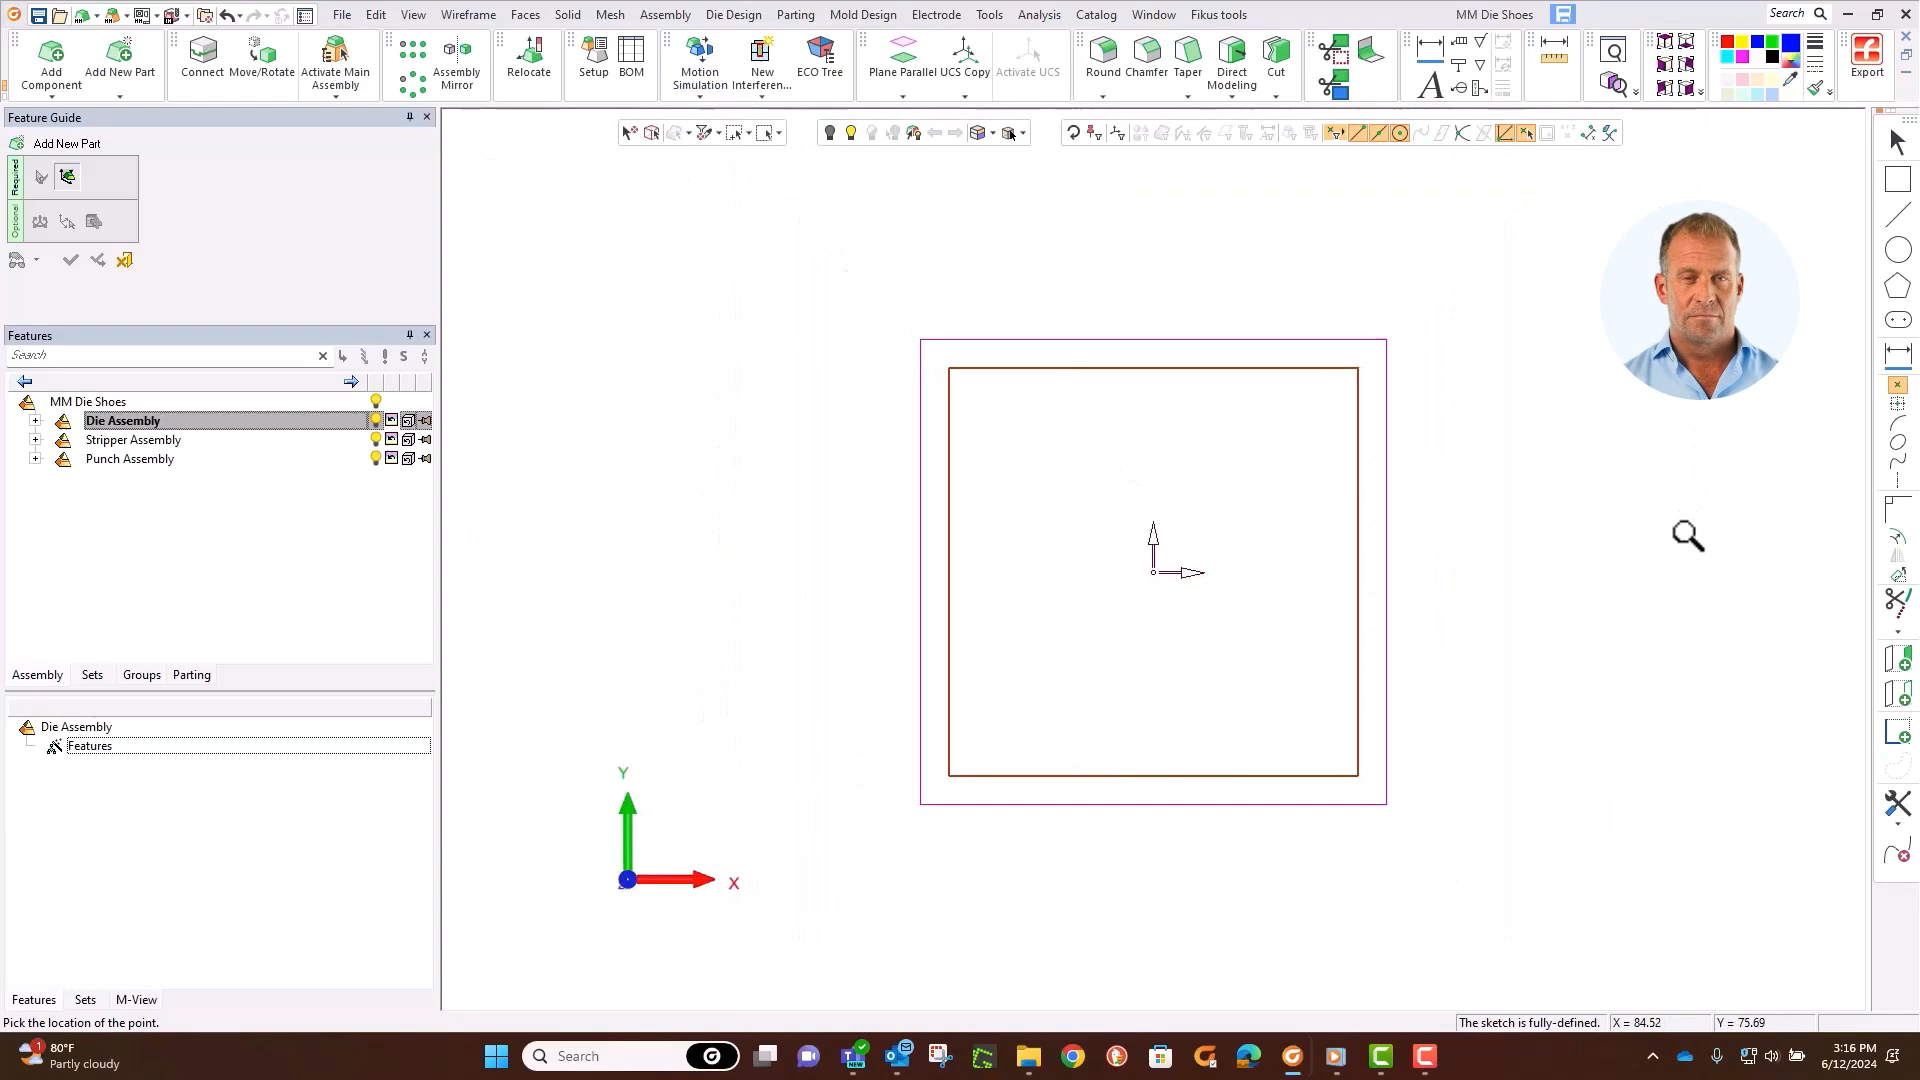 File Edit View Wireframe Faces Solid Mesh Assembly Die Design Parting Mold Design Electrode Tools Analysis Catalog Window Fikus tools MM Die Shoes Search
Add Component
Add New Part
Connect
Move/Rotate
Activate Main Assembly
Assembly Mirror
Relocate
Setup
BOM
Motion Simulation
New Interferen...
ECO Tree
Plane Parallel
UCS Copy
Activate UCS
Round
Chamfer
Taper
Direct Modeling
Cut
Export
Feature Guide
Add New Part
Required
Optional
Features
Search
S
MM Die Shoes
Die Assembly
Stripper Assembly
Punch Assembly
Assembly Sets Groups Parting
Die Assembly
Features
Features Sets M-View
Y
X
Pick the location of the point.
The sketch is fully-defined. X = 84.52 Y = 75.69
1
80°F
Partly cloudy
Search
NEW
3:16 PM
6/12/2024